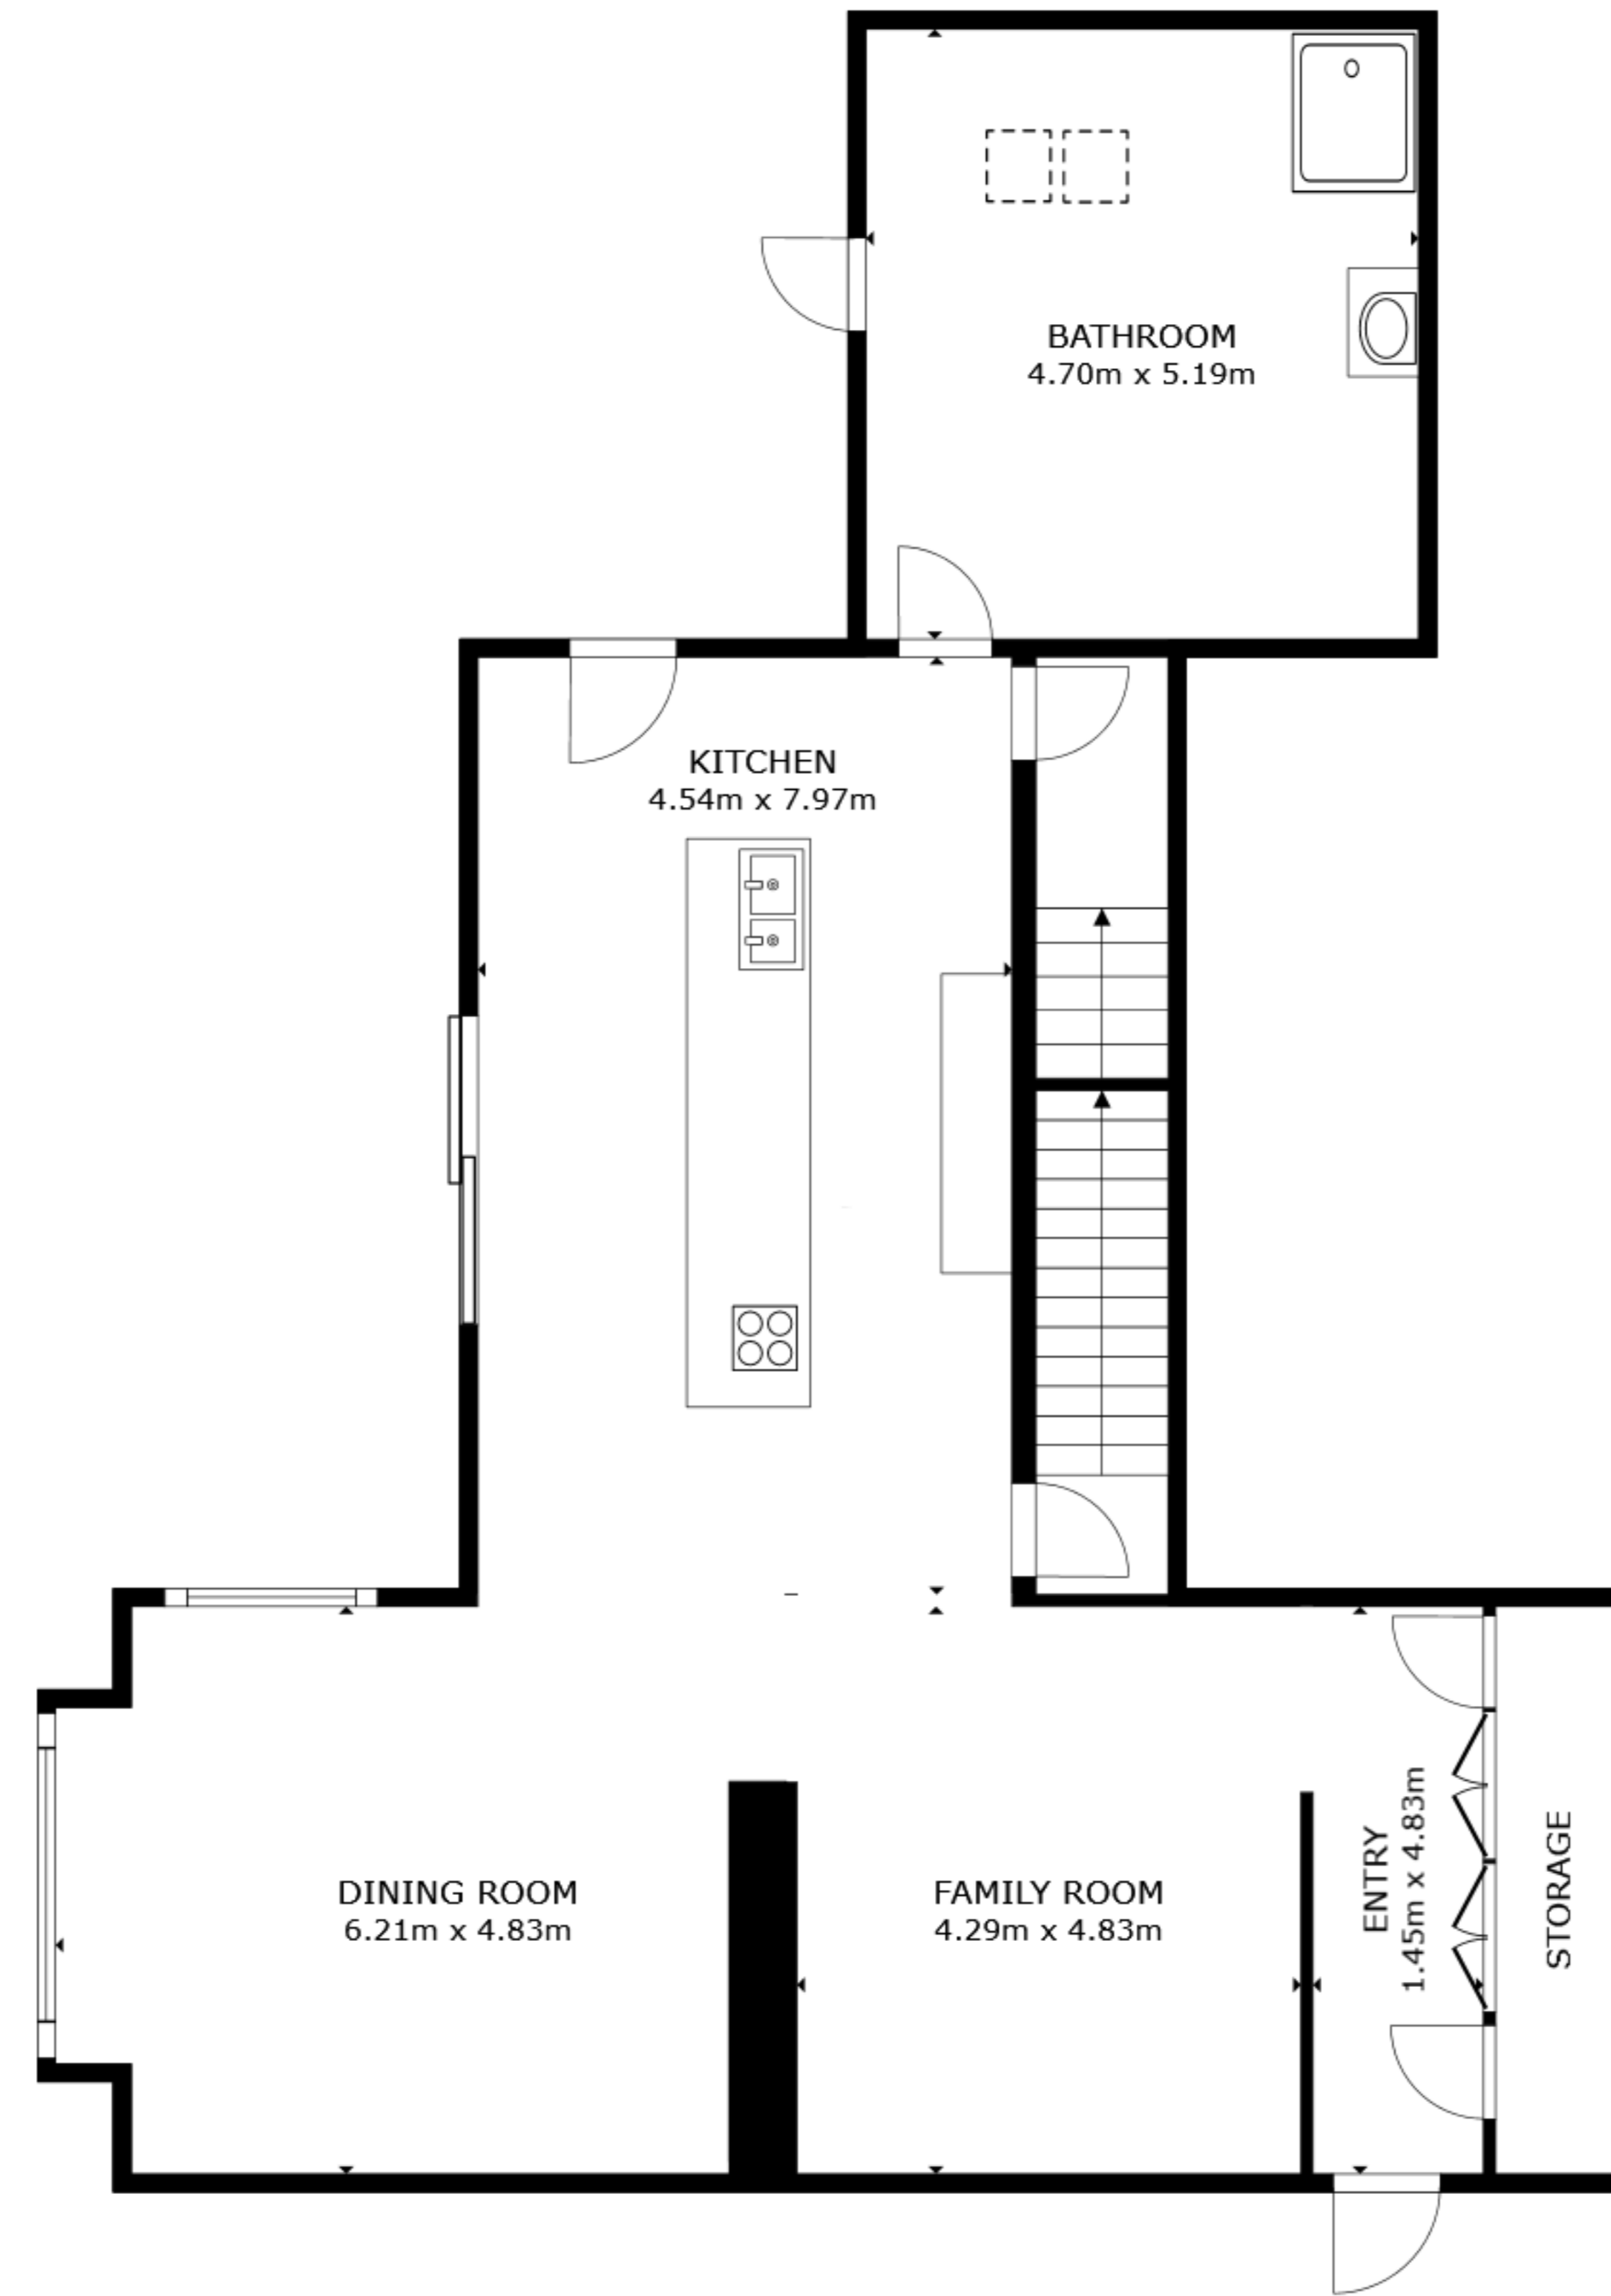 BATHROOM
4.70m x 5.19m
KITCHEN
4.54m x 7.97m
DINING ROOM
6.21m x 4.83m
FAMILY ROOM
4.29m x 4.83m
ENTRY
1.45m x 4.83m
STORAGE